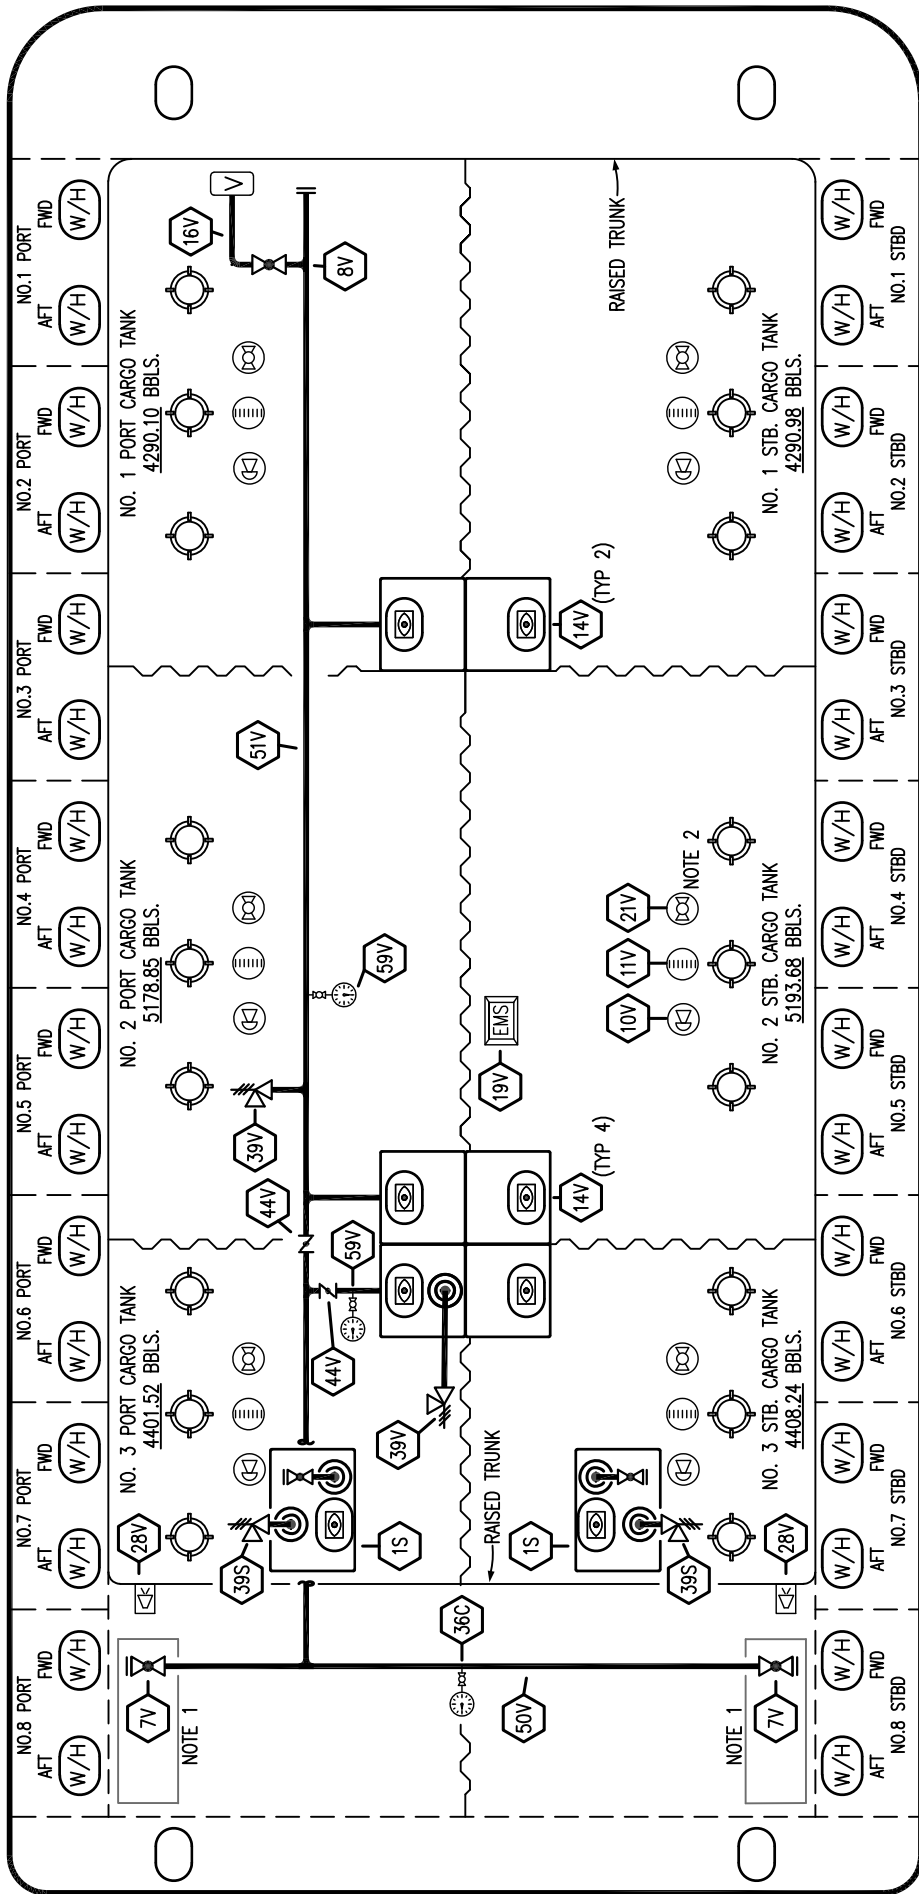 NO.8 PORT NO.7 PORT NO.6 PORT NO.5 PORT NO.4 PORT NO.3 PORT NO.2 PORT NO.1 PORT
AFT FWD AFT FWD AFT FWD AFT FWD AFT FWD AFT FWD AFT FWD AFT FWD
W/H W/H W/H W/H W/H W/H W/H W/H W/H W/H W/H W/H W/H W/H W/H W/H
NO. 3 PORT CARGO TANK
4401.52 BBLS.
NO. 2 PORT CARGO TANK
5178.85 BBLS.
NO. 1 PORT CARGO TANK
4290.10 BBLS.
28V
7V
NOTE 1
16V
V
39S
39V
44V
51V
8V
59V
59V
44V
1S
39V
36C
RAISED TRUNK
50V
19V
EMS
14V
(TYP 4)
14V
(TYP 2)
RAISED TRUNK
1S
10V
11V
21V
NOTE 2
39S
28V
7V
NOTE 1
NO. 3 STB. CARGO TANK
4408.24 BBLS.
NO. 2 STB. CARGO TANK
5193.68 BBLS.
NO. 1 STB. CARGO TANK
4290.98 BBLS.
W/H W/H W/H W/H W/H W/H W/H W/H W/H W/H W/H W/H W/H W/H W/H W/H
AFT FWD AFT FWD AFT FWD AFT FWD AFT FWD AFT FWD AFT FWD AFT FWD
NO.8 STBD NO.7 STBD NO.6 STBD NO.5 STBD NO.4 STBD NO.3 STBD NO.2 STBD NO.1 STBD